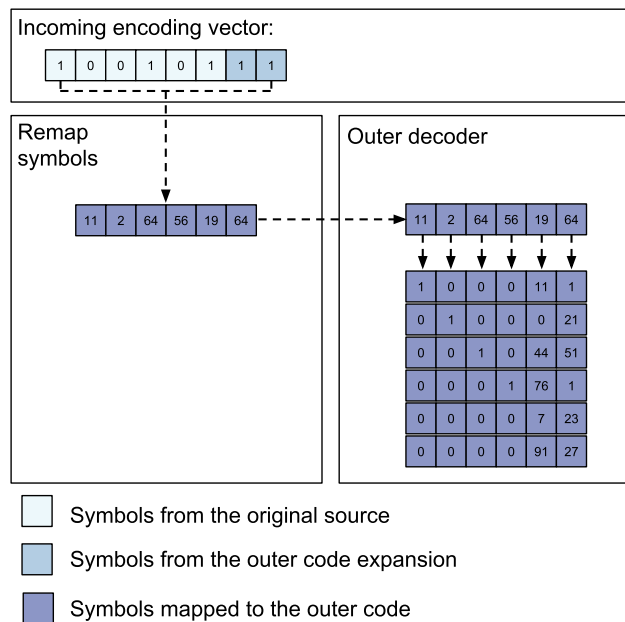 Incoming encoding vector:
1 0 0 1 0 1 1 1
Remap
symbols
11 2 64 56 19 64
Outer decoder
11 2 64 56 19 64
1 0 0 0 11 1
0 1 0 0 0 21
0 0 1 0 44 51
0 0 0 1 76 1
0 0 0 0 7 23
0 0 0 0 91 27
Symbols from the original source
Symbols from the outer code expansion
Symbols mapped to the outer code